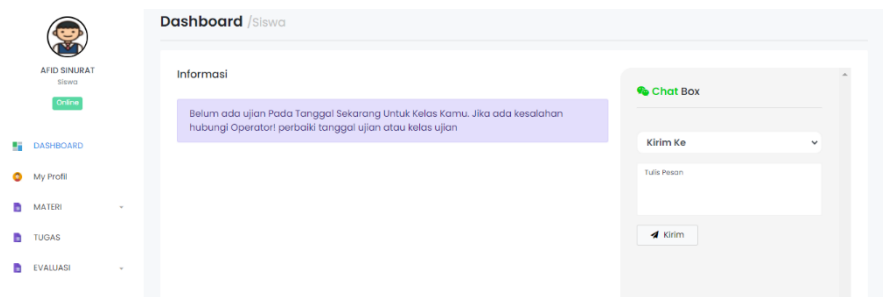 Dashboard /Siswa
AFID SINURAT
Siswa
Online
DASHBOARD
My Profil
MATERI
TUGAS
EVALUASI
Informasi
Belum ada ujian Pada Tanggal Sekarang Untuk Kelas Kamu. Jika ada kesalahan
hubungi Operator! perbaiki tanggal ujian atau kelas ujian
Chat Box
Kirim Ke
Tulis Pesan
Kirim